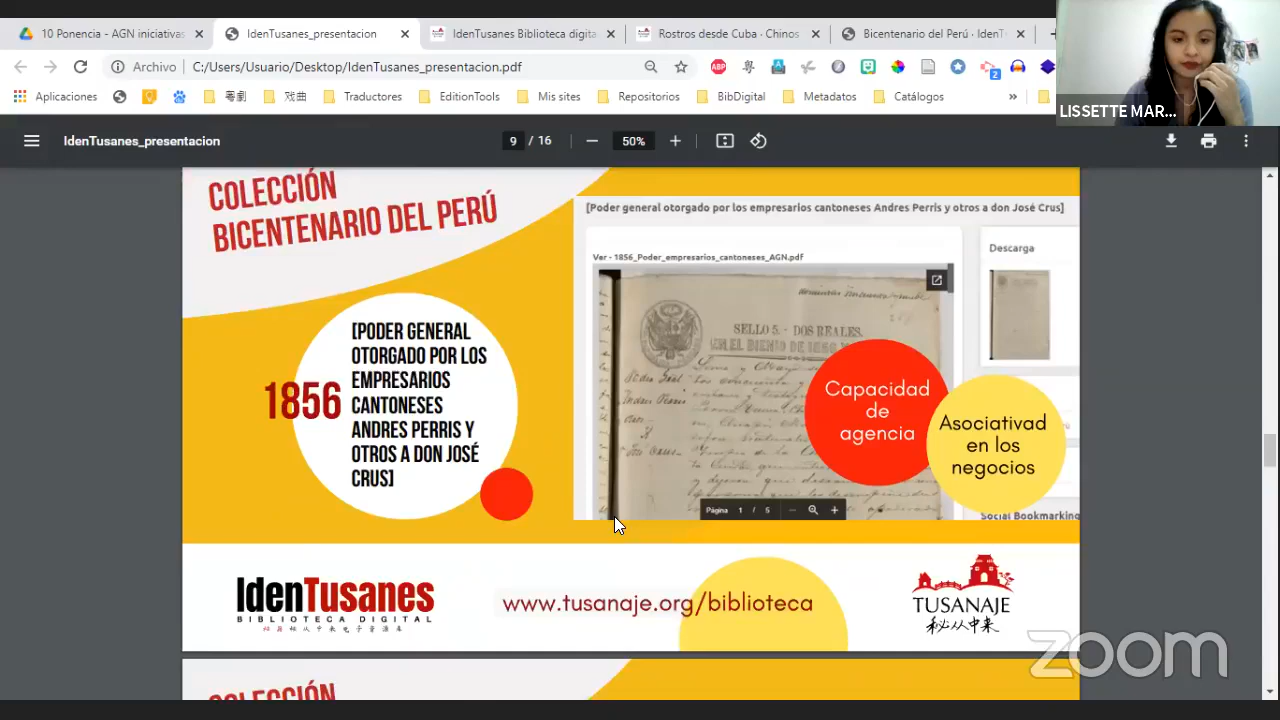 10 Ponencia - AGN iniciativas
IdenTusanes_presentacion
IdenTusanes Biblioteca digita
Rostros desde Cuba · Chinos
Bicentenario del Perú · IdenT
Archivo
C:/Users/Usuario/Desktop/IdenTusanes_presentacion.pdf
ABP
2
Aplicaciones
粤劇
戏曲
Traductores
EditionTools
Mis sites
Repositorios
BibDigital
Metadatos
Catálogos
»
LISSETTE MAR...
IdenTusanes_presentacion
9 / 16
50%
COLECCIÓN
BICENTENARIO DEL PERÚ
1856
[PODER GENERAL
OTORGADO POR LOS
EMPRESARIOS
CANTONESES
ANDRES PERRIS Y
OTROS A DON JOSÉ
CRUS]
[Poder general otorgado por los empresarios cantoneses Andres Perris y otros a don José Crus]
Ver - 1856_Poder_empresarios_cantoneses_AGN.pdf
Descarga
SELLO 5.- DOS REALES.
Capacidad
de
agencia
Asociativad
en los
negocios
Página 1 / 5
Social Bookmarking
IdenTusanes
BIBLIOTECA DIGITAL
www.tusanaje.org/biblioteca
TUSANAJE
秘从中来
zoom
COLECCIÓN